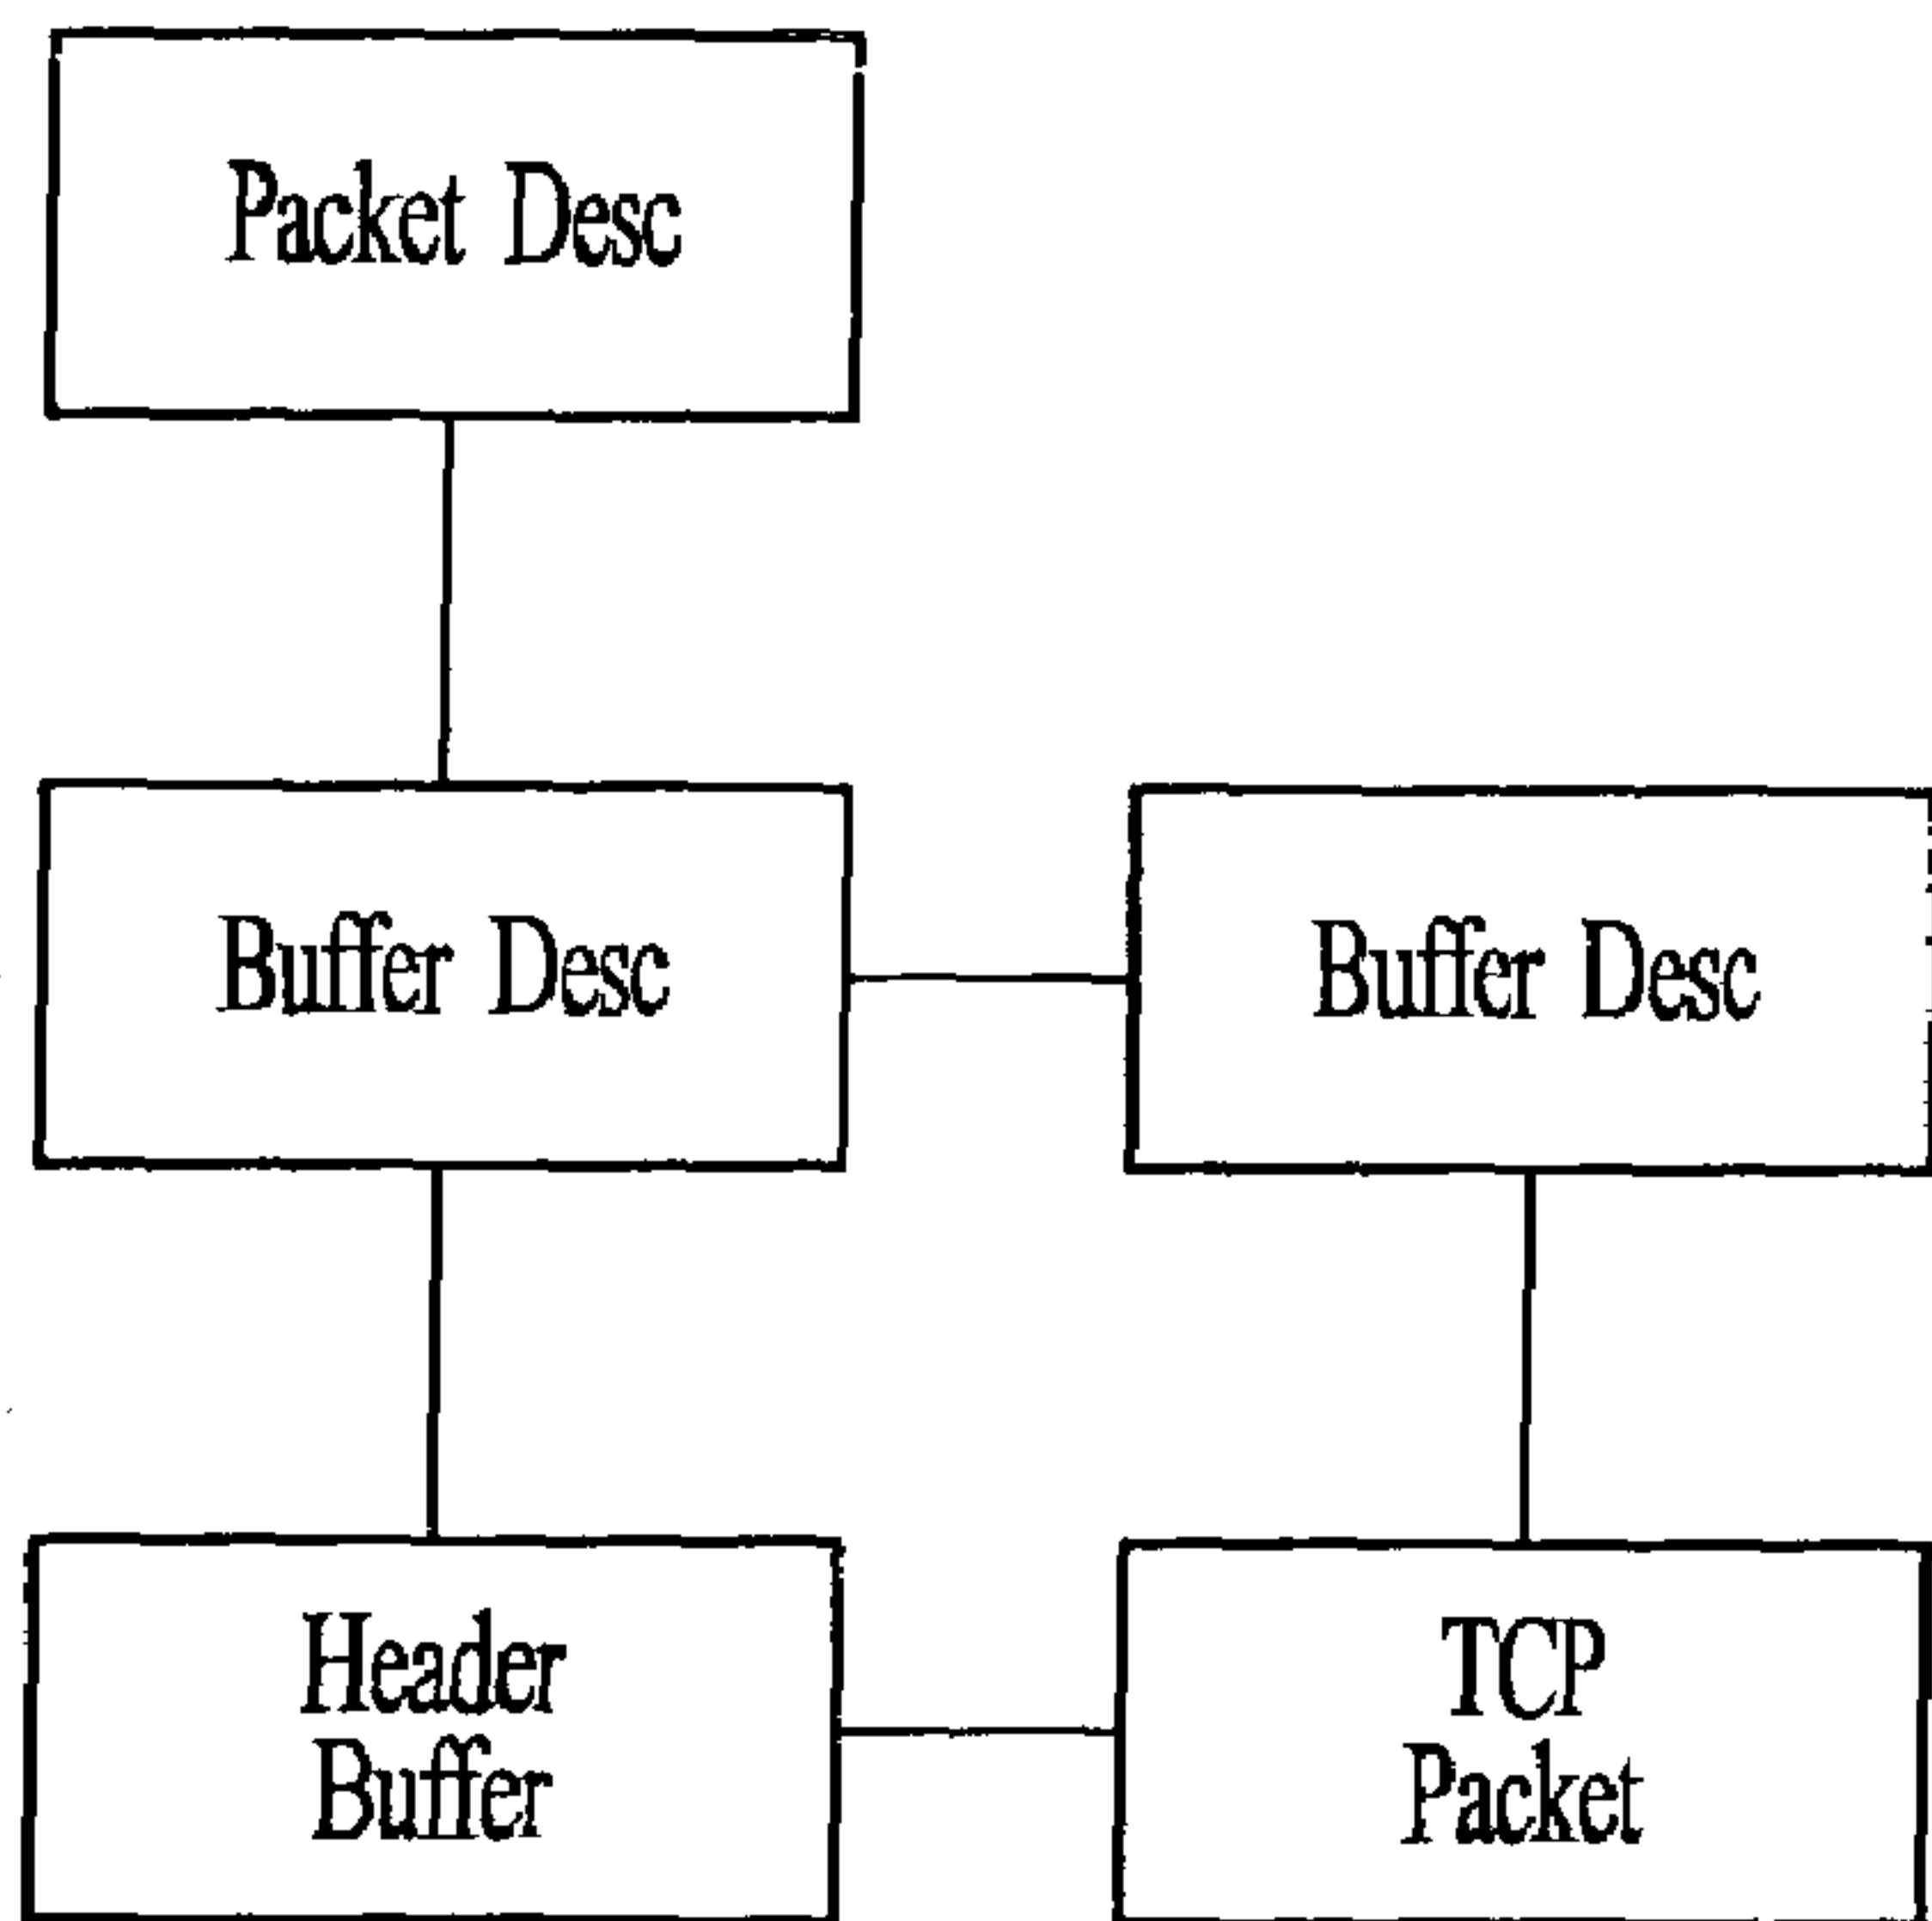 Packet Desc
Buffer Desc
Buffer Desc
Header
Buffer
TCP
Packet